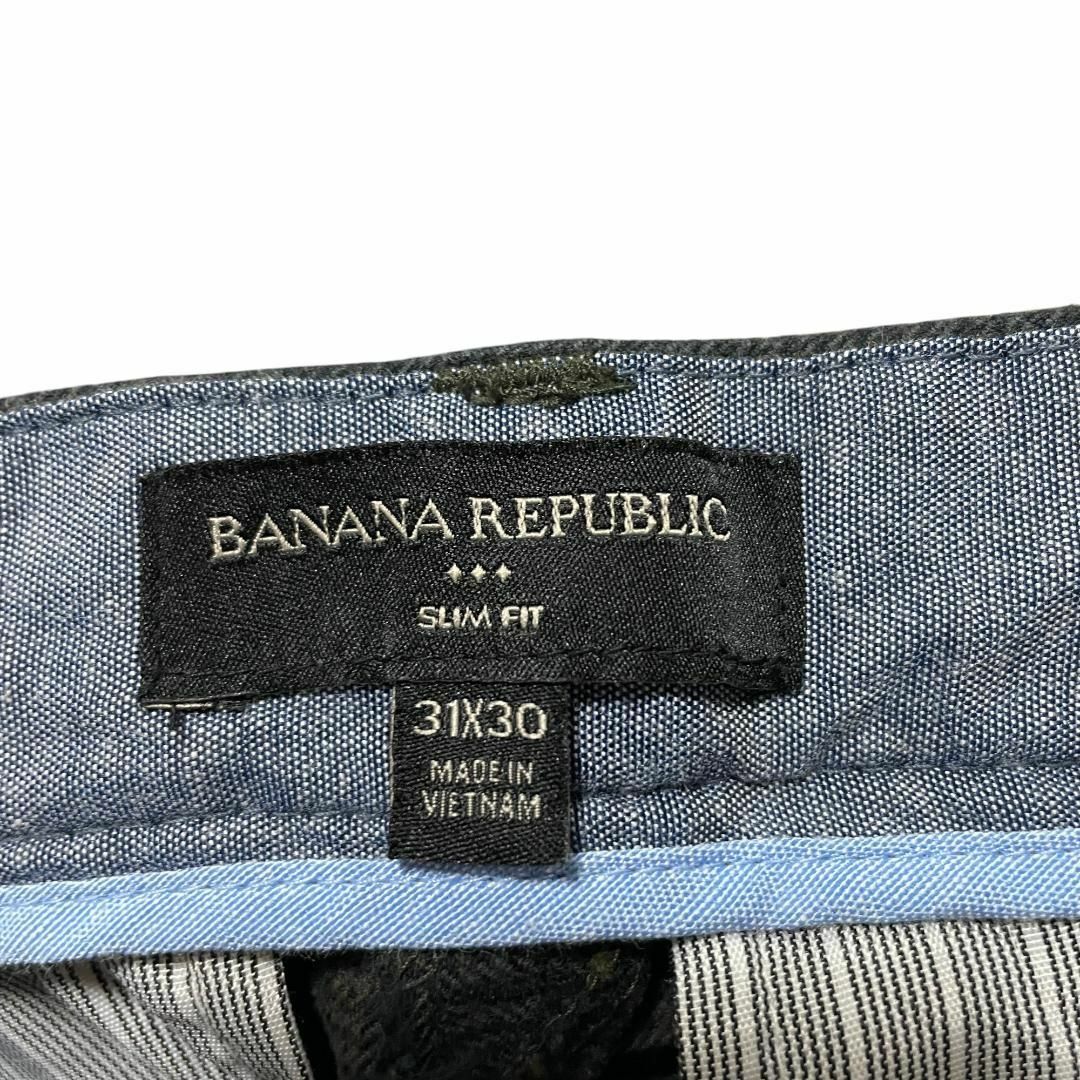 BANANA REPUBLIC
SLIM FIT
31X30
MADE IN
VIETNAM